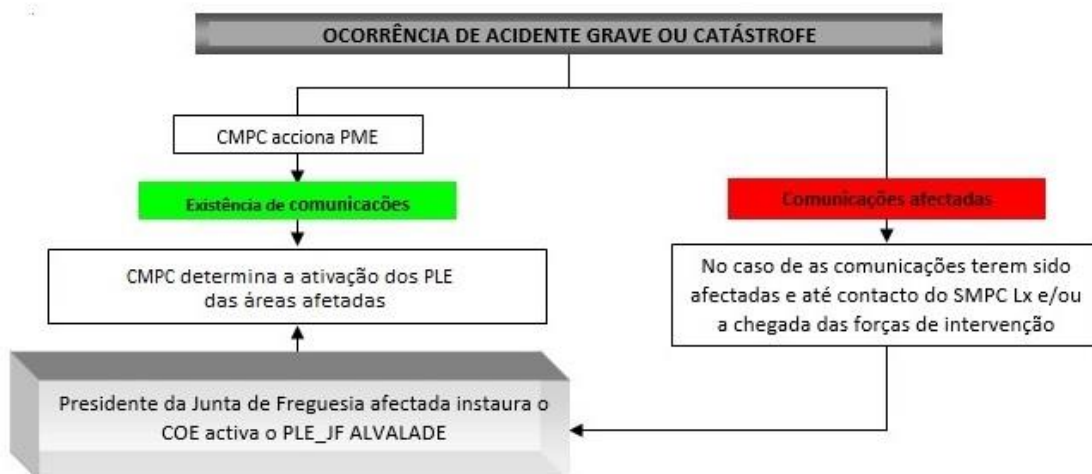 OCORRÊNCIA DE ACIDENTE GRAVE OU CATÁSTROFE
CMPC acciona PME
Existência de comunicacões
CMPC determina a ativação dos PLE
das áreas afetadas
Comunicações afectadas
No caso de as comunicações terem sido
afectadas e até contacto do SMPC Lx e/ou
a chegada das forças de intervenção
Presidente da Junta de Freguesia afectada instaura o
COE activa o PLE_JF ALVALADE